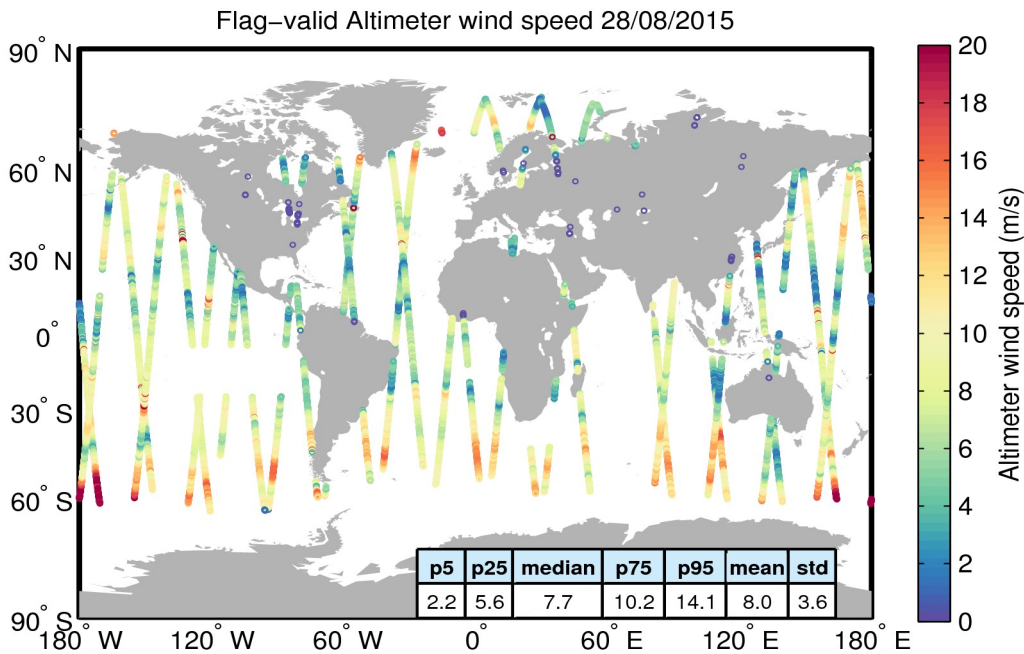 Flag−valid Altimeter wind speed 28/08/2015
90° N
60° N
30° N
0°
30° S
60° S
90° S
180° W
120° W
60° W
0°
60° E
120° E
180° E
p5 p25 median p75 p95 mean std
2.2 5.6 7.7 10.2 14.1 8.0 3.6
20
18
16
14
12
10
8
6
4
2
0
Altimeter wind speed (m/s)